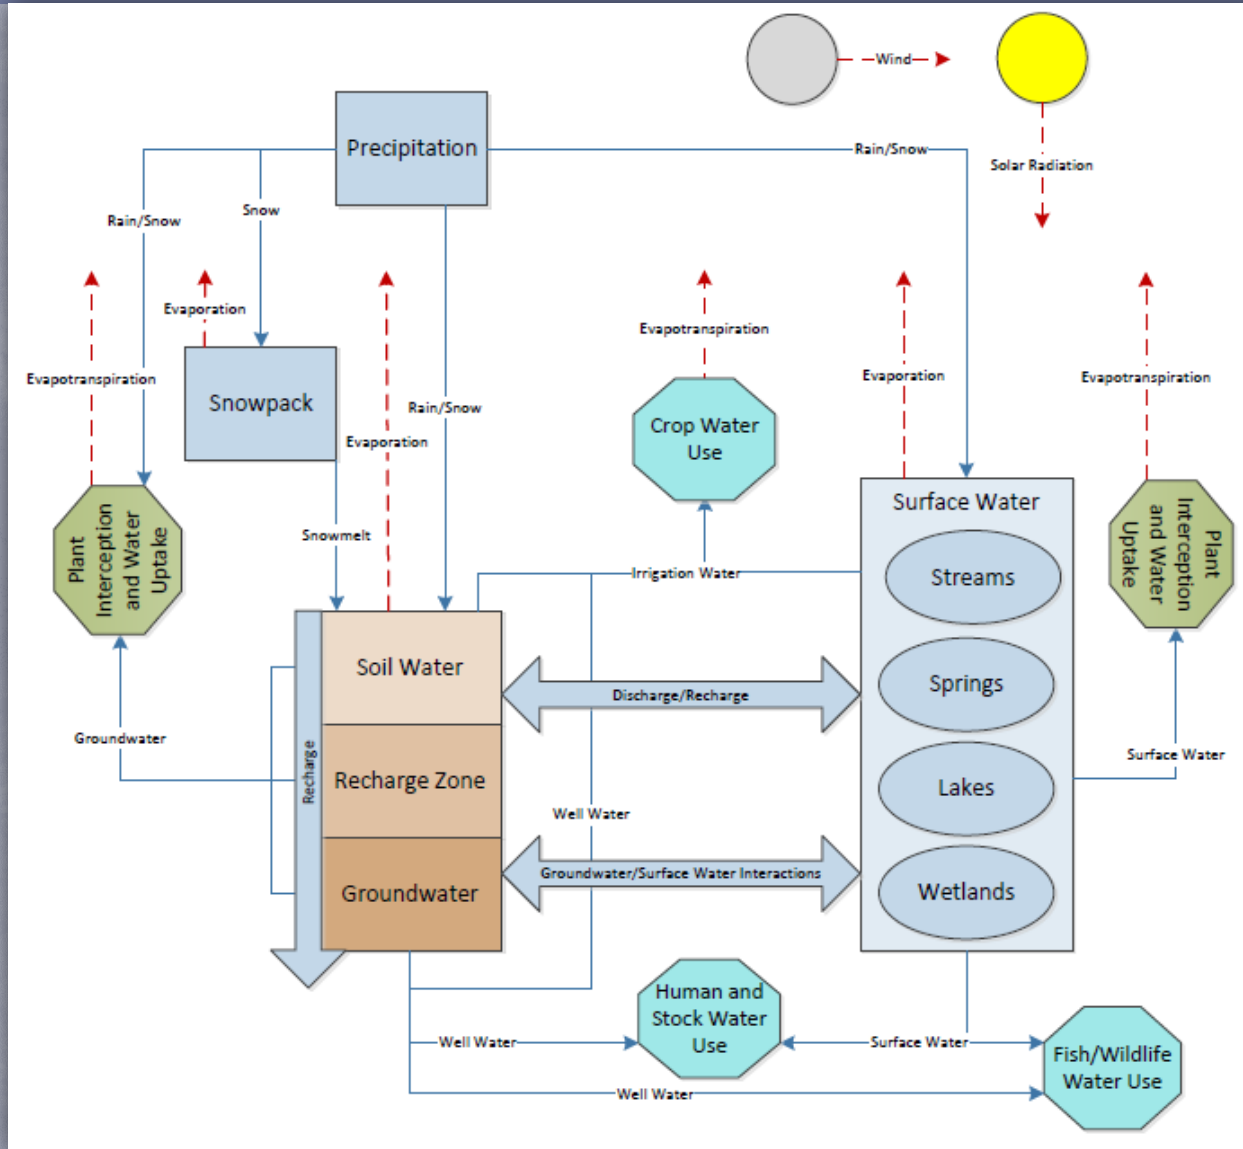 Wind
Precipitation
Rain/Snow
Solar Radiation
Snow
Rain/Snow
Evaporation
Evapotranspiration
Evapotranspiration
Evaporation
Evapotranspiration
Snowpack
Rain/Snow
Evaporation
Crop Water
Use
Surface Water
Plant
Interception
and Water
Uptake
Snowmelt
Irrigation Water
Streams
Plant
Interception
and Water
Uptake
Soil Water
Discharge/Recharge
Springs
Groundwater
Recharge
Recharge Zone
Surface Water
Lakes
Well Water
Groundwater
Groundwater/Surface Water Interactions
Wetlands
Human and
Stock Water
Use
Well Water
Surface Water
Fish/Wildlife
Water Use
Well Water